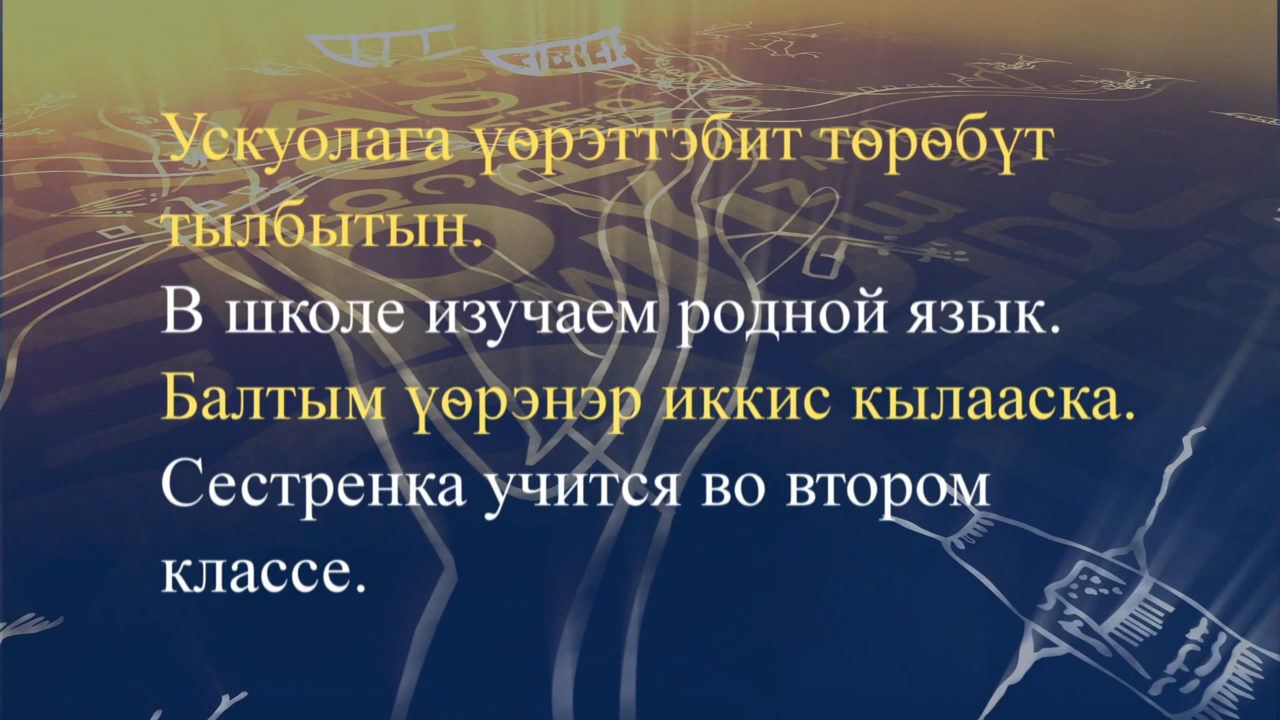 Ускуолага үөрэттэбит төрөбүт
тылбытын.
В школе изучаем родной язык.
Балтым үөрэнэр иккис кылааска.
Сестренка учится во втором
классе.